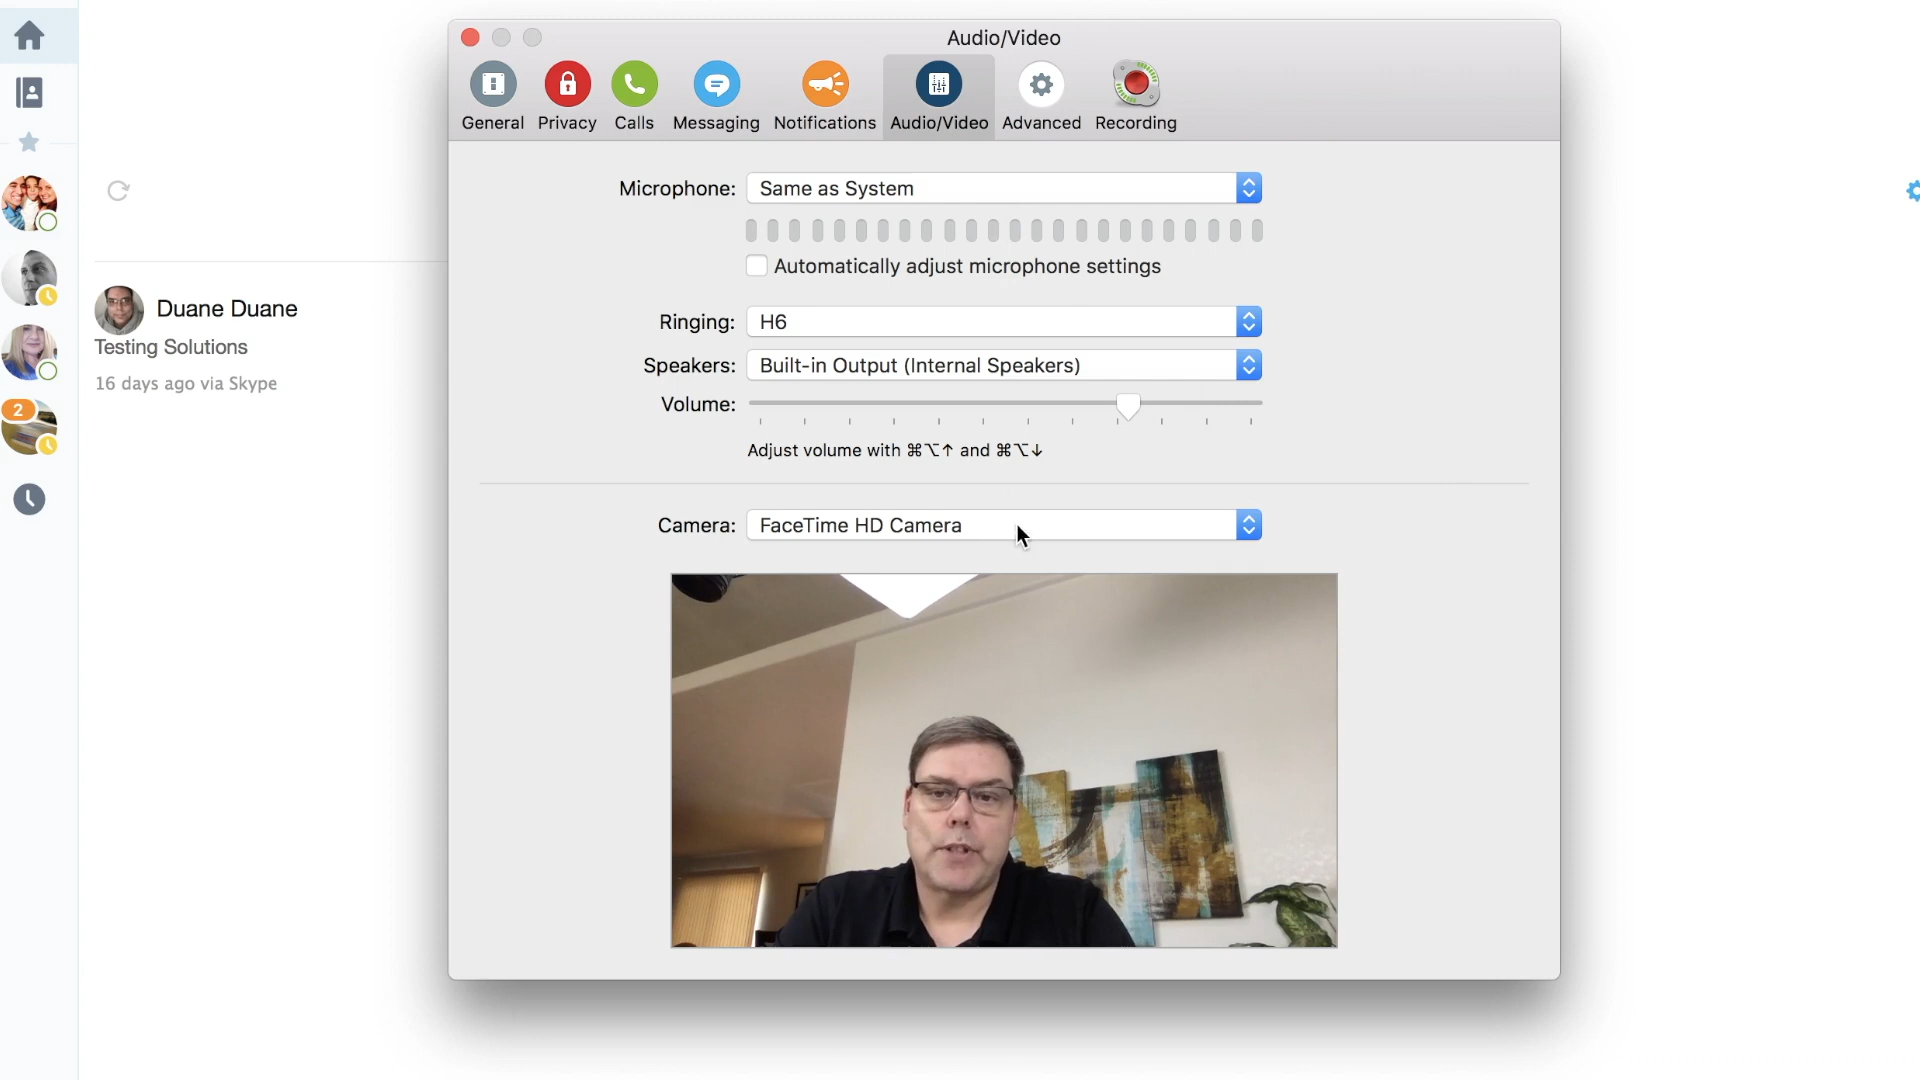 Audio/Video
General Privacy Calls Messaging Notifications Audio/Video Advanced Recording
Microphone: Same as System
Automatically adjust microphone settings
Ringing: H6
Speakers: Built-in Output (Internal Speakers)
Volume:
Adjust volume with ⌘⌥↑ and ⌘⌥↓
Camera: FaceTime HD Camera
Duane Duane
Testing Solutions
16 days ago via Skype
2